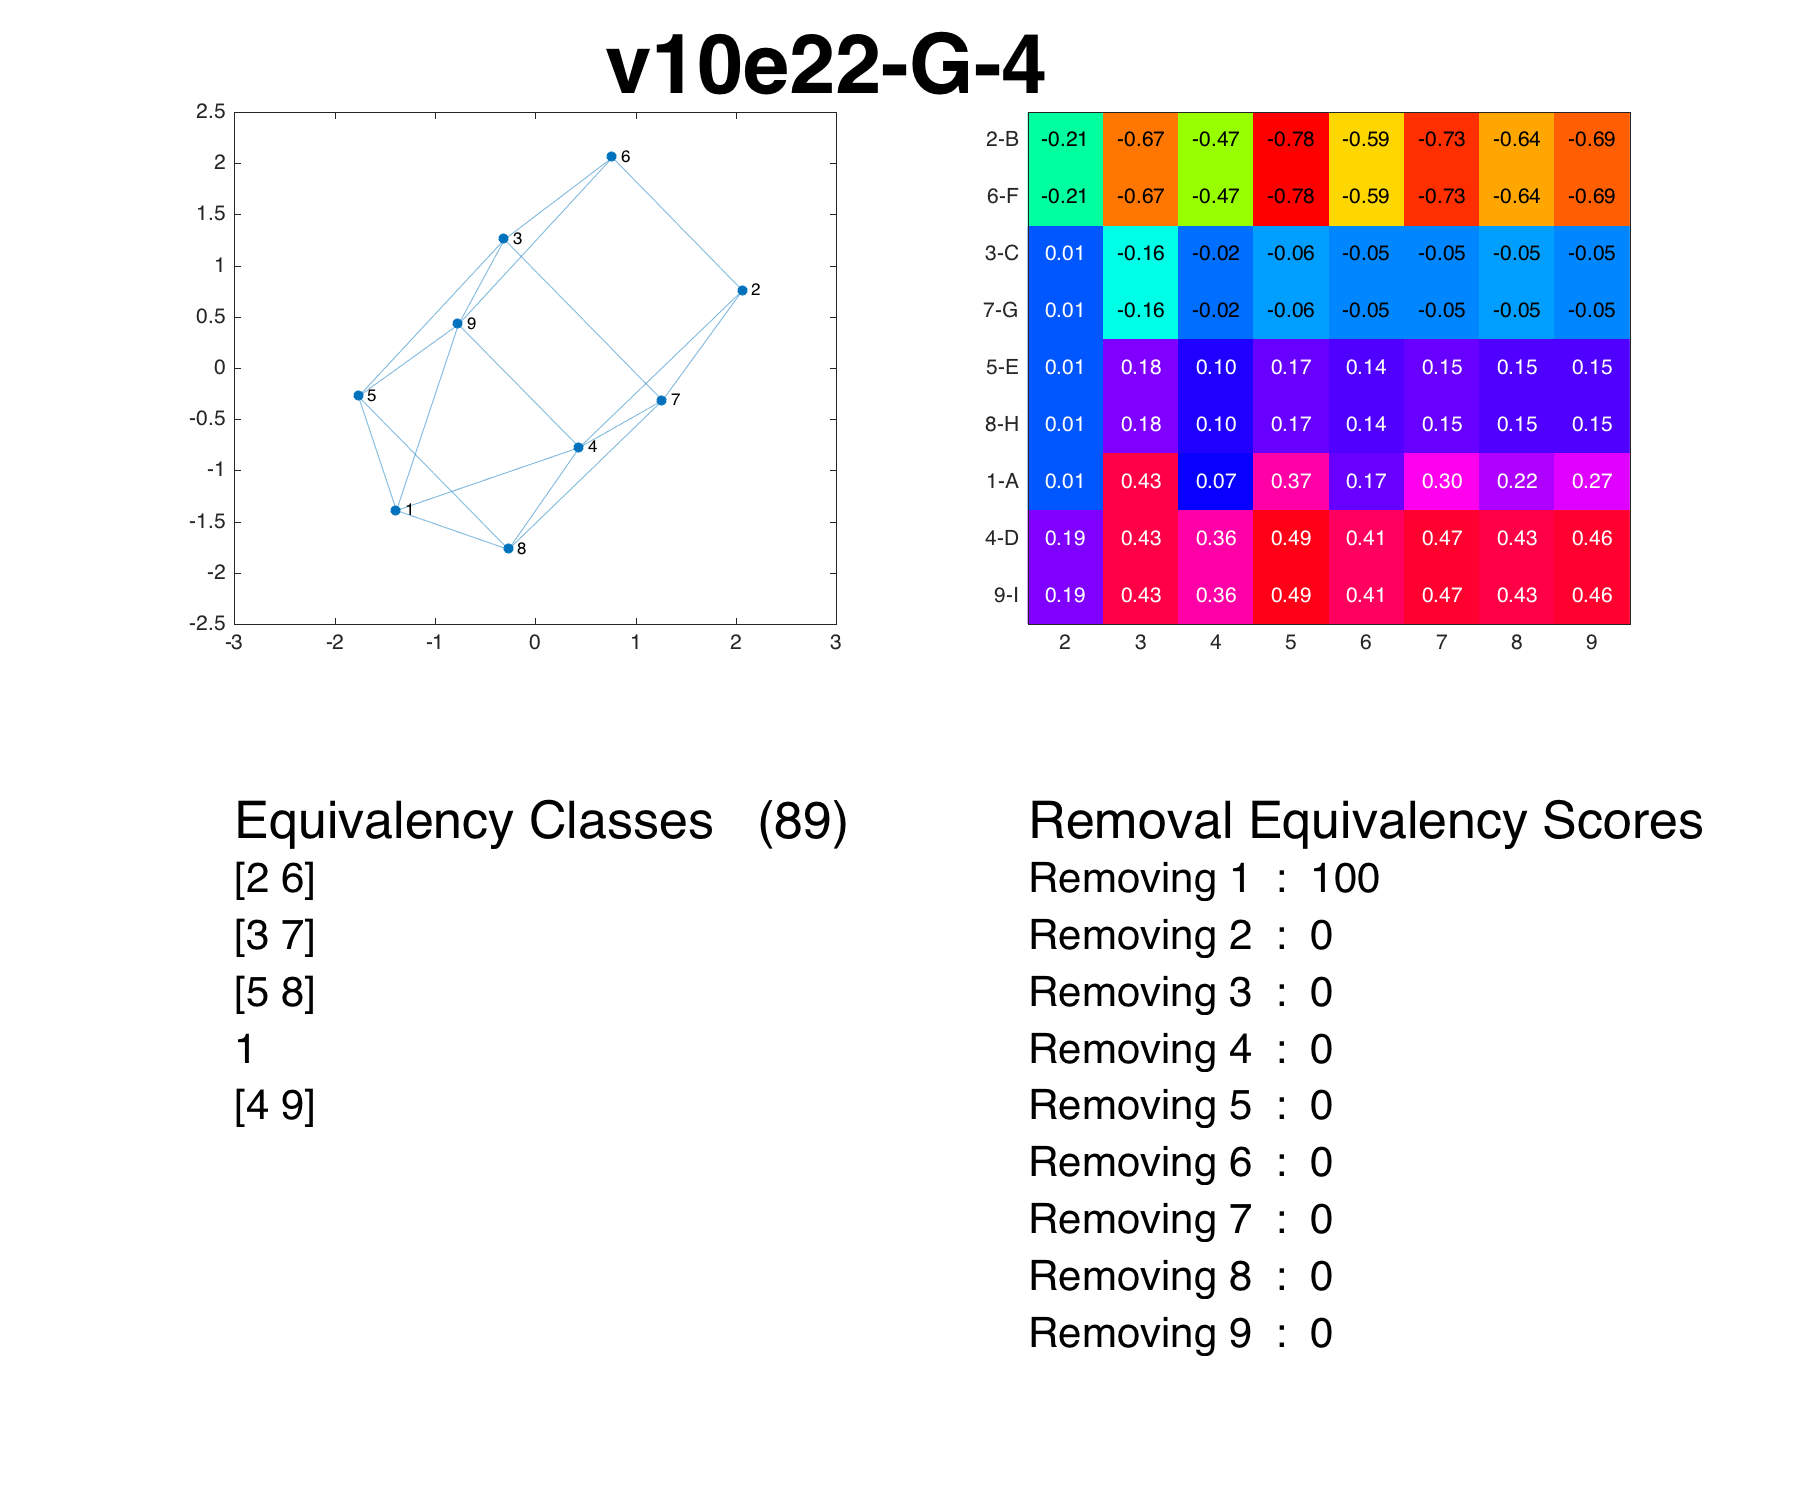 v10e22-G-4
2.5
2
1.5
1
0.5
0
-0.5
-1
-1.5
-2
-2.5
-3 -2 -1 0 1 2 3
6
3
2
9
5
7
4
1
8
2-B -0.21 -0.67 -0.47 -0.78 -0.59 -0.73 -0.64 -0.69
6-F -0.21 -0.67 -0.47 -0.78 -0.59 -0.73 -0.64 -0.69
3-C 0.01 -0.16 -0.02 -0.06 -0.05 -0.05 -0.05 -0.05
7-G 0.01 -0.16 -0.02 -0.06 -0.05 -0.05 -0.05 -0.05
5-E 0.01 0.18 0.10 0.17 0.14 0.15 0.15 0.15
8-H 0.01 0.18 0.10 0.17 0.14 0.15 0.15 0.15
1-A 0.01 0.43 0.07 0.37 0.17 0.30 0.22 0.27
4-D 0.19 0.43 0.36 0.49 0.41 0.47 0.43 0.46
9-I 0.19 0.43 0.36 0.49 0.41 0.47 0.43 0.46
2 3 4 5 6 7 8 9
Equivalency Classes (89)
[2 6]
[3 7]
[5 8]
1
[4 9]
Removal Equivalency Scores
Removing 1 : 100
Removing 2 : 0
Removing 3 : 0
Removing 4 : 0
Removing 5 : 0
Removing 6 : 0
Removing 7 : 0
Removing 8 : 0
Removing 9 : 0